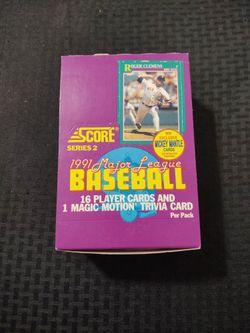 ROGER CLEMENS
SCORE
SERIES 2
MICKEY MANTLE
CARDS
1991 Major League
BASEBALL
16 PLAYER CARDS AND
1 MAGIC MOTION TRIVIA CARD
Per Pack